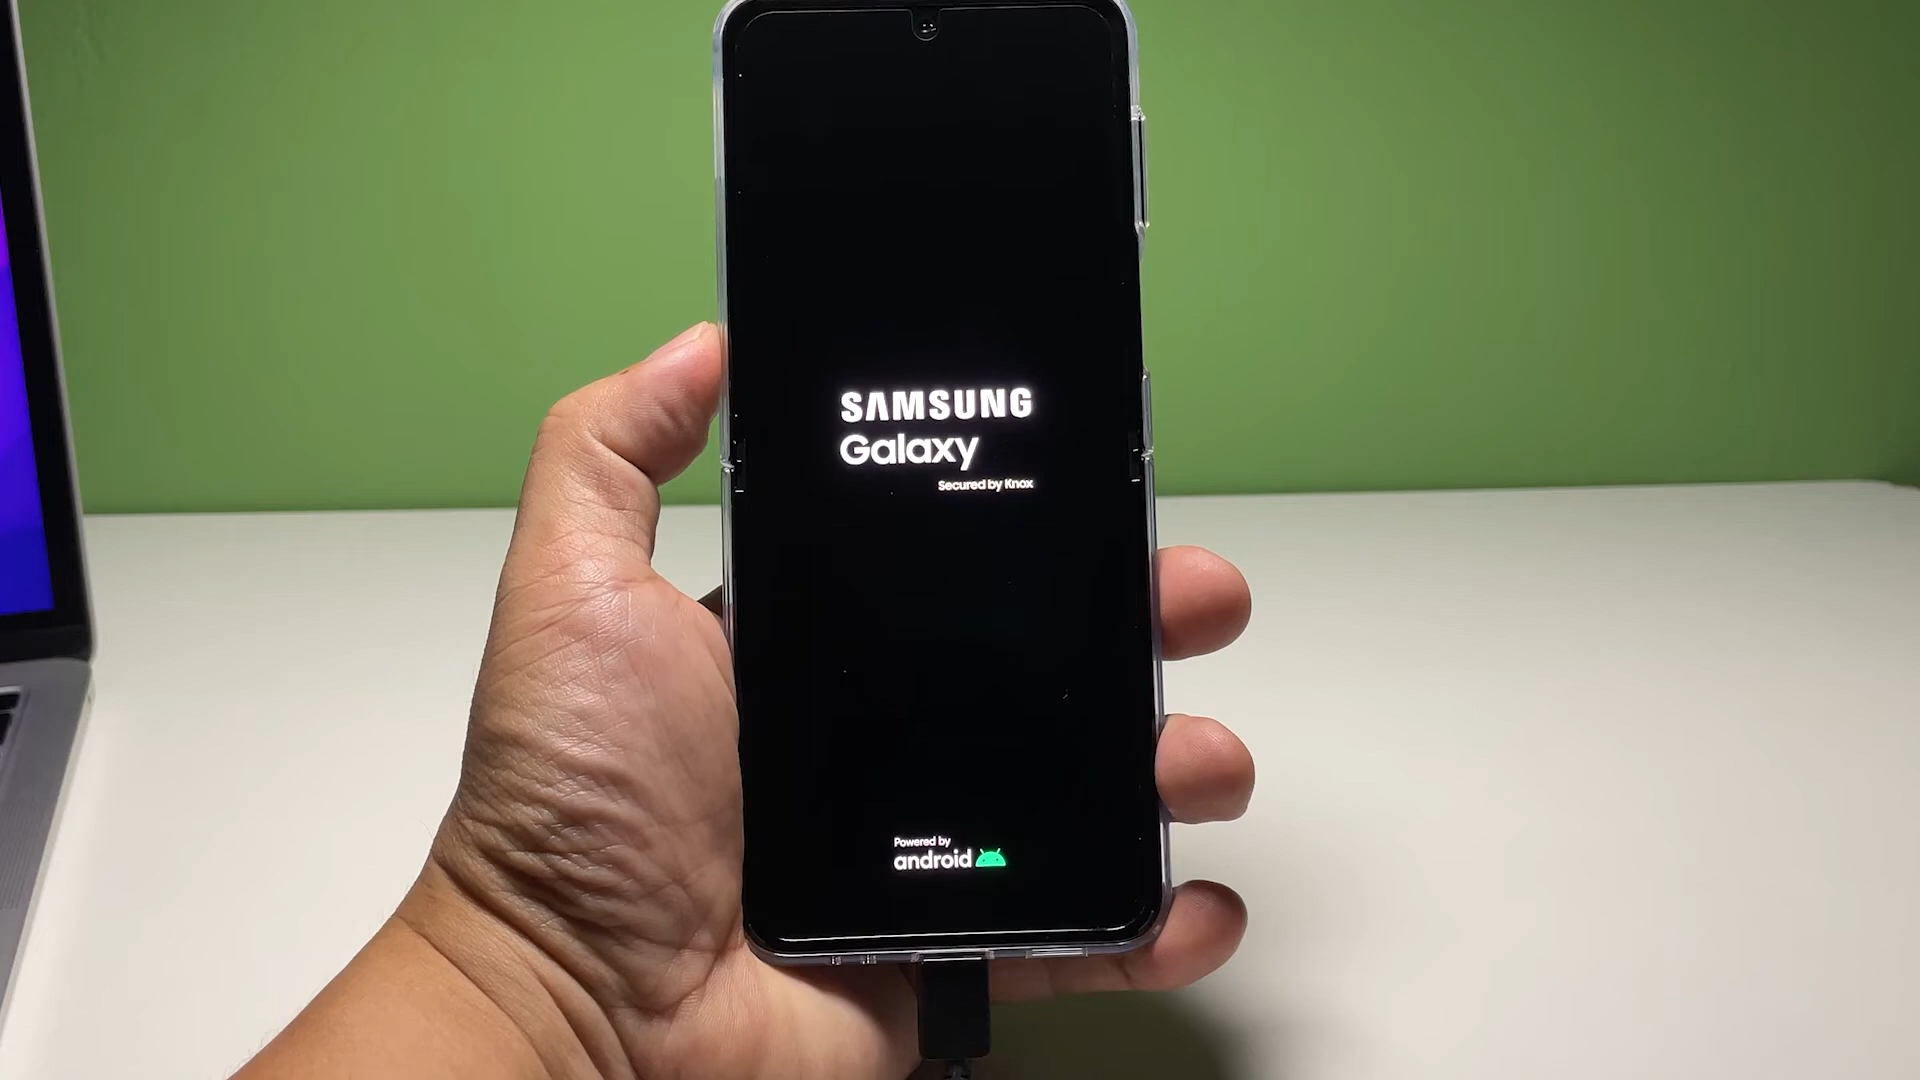 SAMSUNG
Galaxy
Secured by Knox
Powered by
android